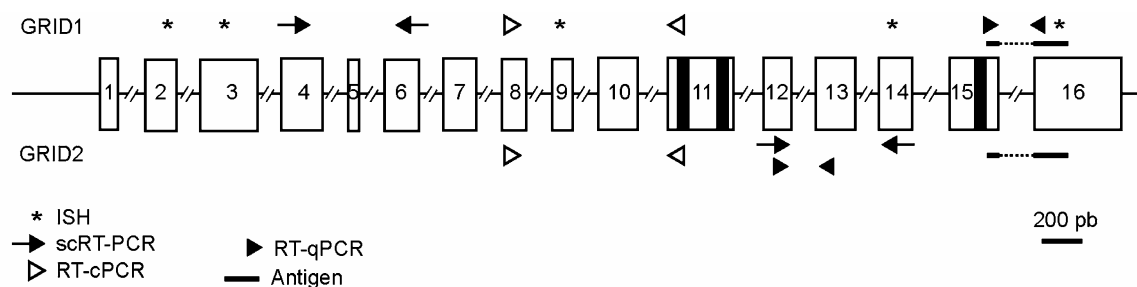 GRID1 * * * * *
1 2 3 4 5 6 7 8 9 10 11 12 13 14 15 16
GRID2
200 pb
* ISH
scRT-PCR
RT-qPCR
RT-cPCR
Antigen